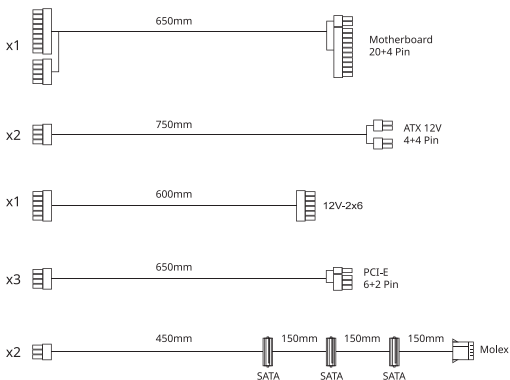 650mm
x1
Motherboard
20+4 Pin
750mm
x2
ATX 12V
4+4 Pin
600mm
x1
12V-2x6
650mm
x3
PCI-E
6+2 Pin
450mm
150mm
150mm
150mm
x2
Molex
SATA
SATA
SATA